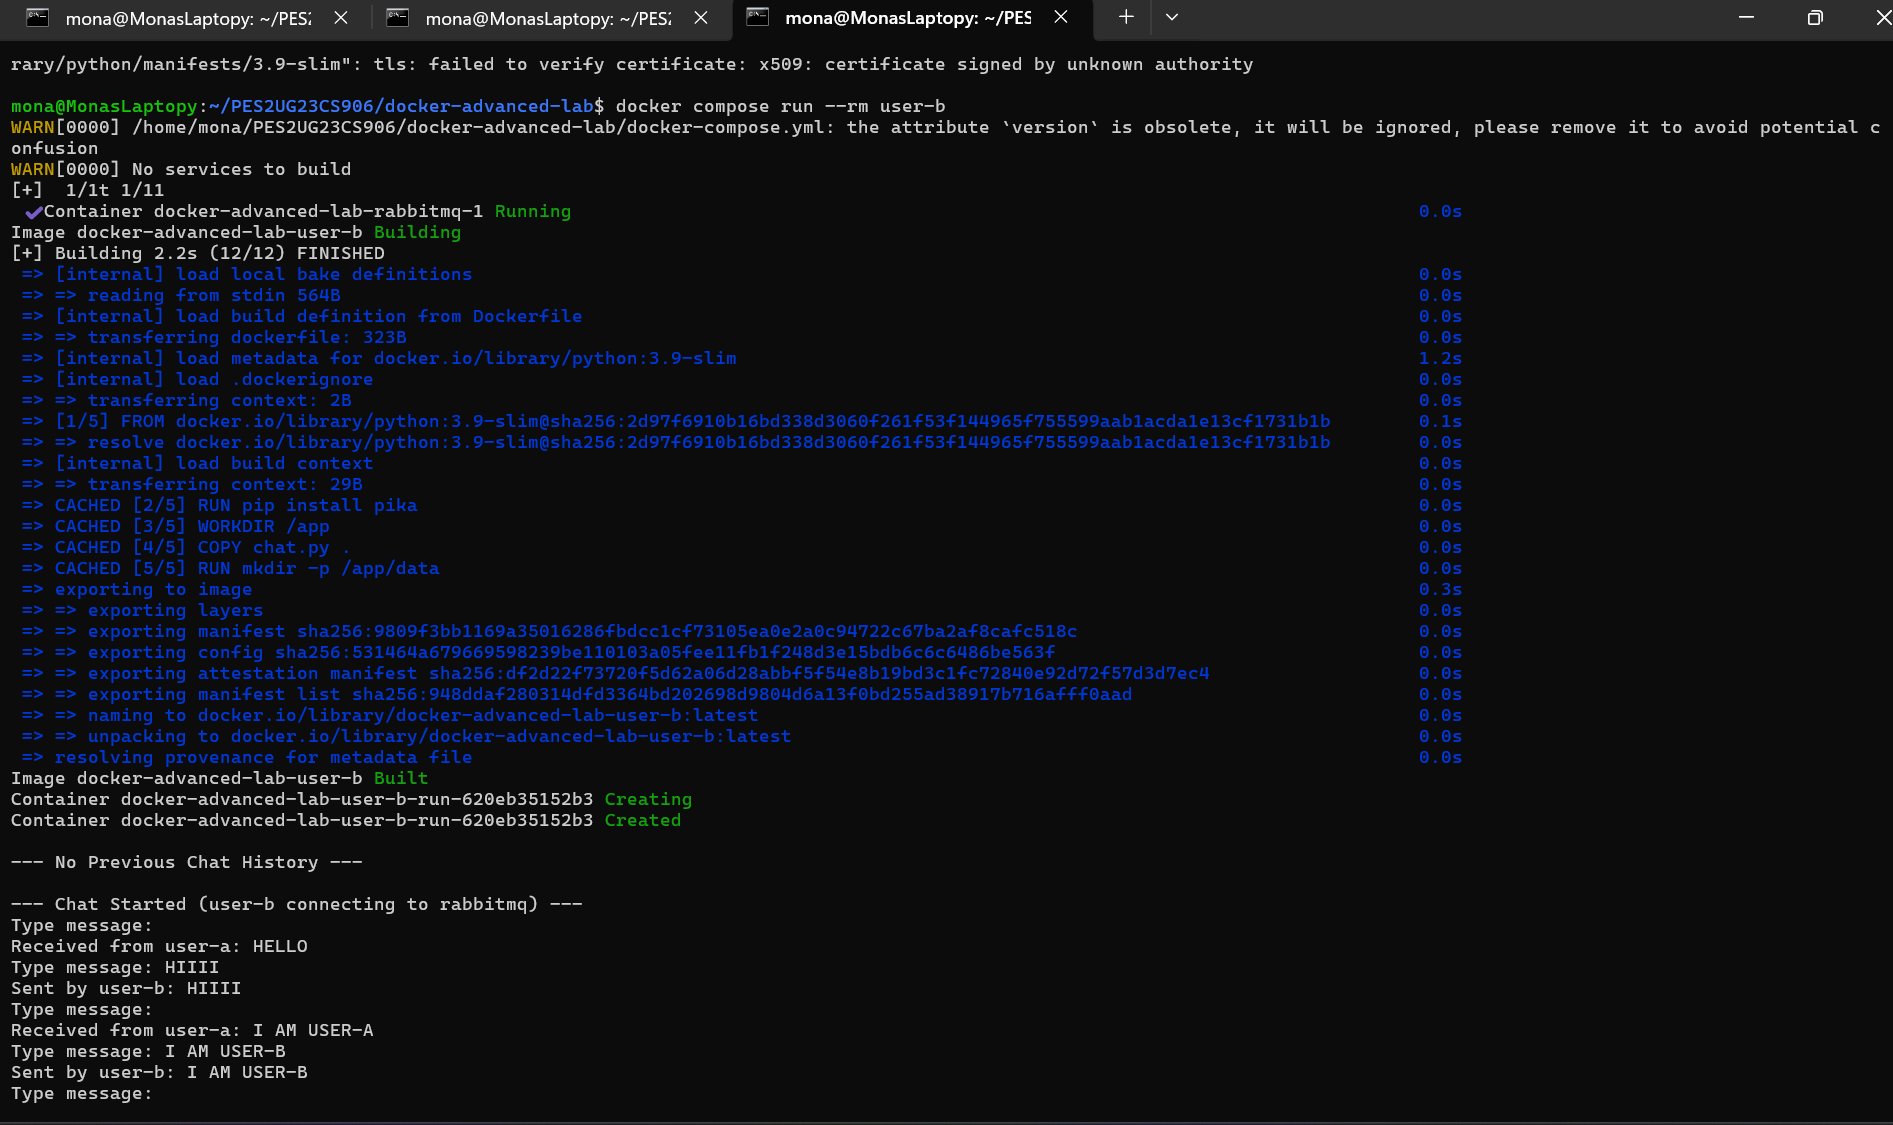 mona@MonasLaptopy: ~/PES2
mona@MonasLaptopy: ~/PES2
mona@MonasLaptopy: ~/PES
rary/python/manifests/3.9-slim": tls: failed to verify certificate: x509: certificate signed by unknown authority
mona@MonasLaptopy:~/PES2UG23CS906/docker-advanced-lab$ docker compose run --rm user-b
WARN[0000] /home/mona/PES2UG23CS906/docker-advanced-lab/docker-compose.yml: the attribute `version` is obsolete, it will be ignored, please remove it to avoid potential c
onfusion
WARN[0000] No services to build
[+]  1/1t 1/11
✔Container docker-advanced-lab-rabbitmq-1 Running 0.0s
Image docker-advanced-lab-user-b Building
[+] Building 2.2s (12/12) FINISHED
=> [internal] load local bake definitions 0.0s
=> => reading from stdin 564B 0.0s
=> [internal] load build definition from Dockerfile 0.0s
=> => transferring dockerfile: 323B 0.0s
=> [internal] load metadata for docker.io/library/python:3.9-slim 1.2s
=> [internal] load .dockerignore 0.0s
=> => transferring context: 2B 0.0s
=> [1/5] FROM docker.io/library/python:3.9-slim@sha256:2d97f6910b16bd338d3060f261f53f144965f755599aab1acda1e13cf1731b1b 0.1s
=> => resolve docker.io/library/python:3.9-slim@sha256:2d97f6910b16bd338d3060f261f53f144965f755599aab1acda1e13cf1731b1b 0.0s
=> [internal] load build context 0.0s
=> => transferring context: 29B 0.0s
=> CACHED [2/5] RUN pip install pika 0.0s
=> CACHED [3/5] WORKDIR /app 0.0s
=> CACHED [4/5] COPY chat.py . 0.0s
=> CACHED [5/5] RUN mkdir -p /app/data 0.0s
=> exporting to image 0.3s
=> => exporting layers 0.0s
=> => exporting manifest sha256:9809f3bb1169a35016286fbdcc1cf73105ea0e2a0c94722c67ba2af8cafc518c 0.0s
=> => exporting config sha256:531464a679669598239be110103a05fee11fb1f248d3e15bdb6c6c6486be563f 0.0s
=> => exporting attestation manifest sha256:df2d22f73720f5d62a06d28abbf5f54e8b19bd3c1fc72840e92d72f57d3d7ec4 0.0s
=> => exporting manifest list sha256:948ddaf280314dfd3364bd202698d9804d6a13f0bd255ad38917b716afff0aad 0.0s
=> => naming to docker.io/library/docker-advanced-lab-user-b:latest 0.0s
=> => unpacking to docker.io/library/docker-advanced-lab-user-b:latest 0.0s
=> resolving provenance for metadata file 0.0s
Image docker-advanced-lab-user-b Built
Container docker-advanced-lab-user-b-run-620eb35152b3 Creating
Container docker-advanced-lab-user-b-run-620eb35152b3 Created
--- No Previous Chat History ---
--- Chat Started (user-b connecting to rabbitmq) ---
Type message:
Received from user-a: HELLO
Type message: HIIII
Sent by user-b: HIIII
Type message:
Received from user-a: I AM USER-A
Type message: I AM USER-B
Sent by user-b: I AM USER-B
Type message: